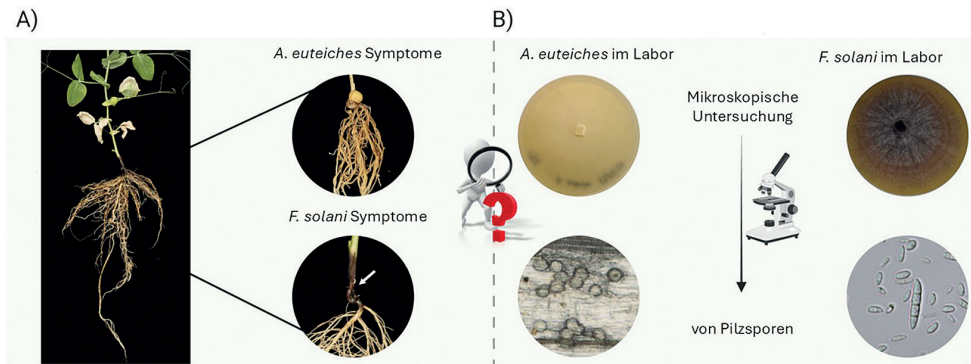 A)
B)
A. euteiches Symptome
F. solani Symptome
A. euteiches im Labor
Mikroskopische
Untersuchung
von Pilzsporen
F. solani im Labor
?